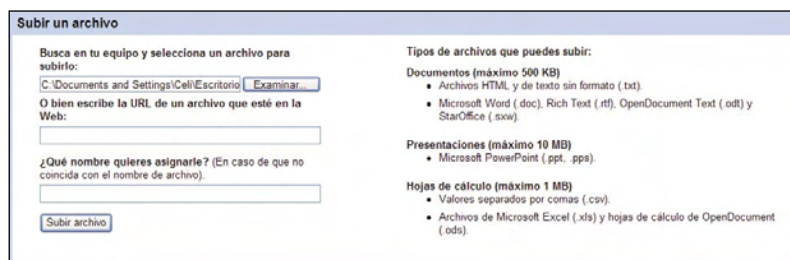 Subir un archivo
Busca en tu equipo y selecciona un archivo para
subirlo:
C:\Documents and Settings\Celi\Escritorio Examinar...
O bien escribe la URL de un archivo que esté en la
Web:
¿Qué nombre quieres asignarle? (En caso de que no
coincida con el nombre de archivo).
Subir archivo
Tipos de archivos que puedes subir:
Documentos (máximo 500 KB)
Archivos HTML y de texto sin formato (.txt).
Microsoft Word (.doc), Rich Text (.rtf), OpenDocument Text (.odt) y
StarOffice (.sxw).
Presentaciones (máximo 10 MB)
Microsoft PowerPoint (.ppt, .pps).
Hojas de cálculo (máximo 1 MB)
Valores separados por comas (.csv).
Archivos de Microsoft Excel (.xls) y hojas de cálculo de OpenDocument
(.ods).